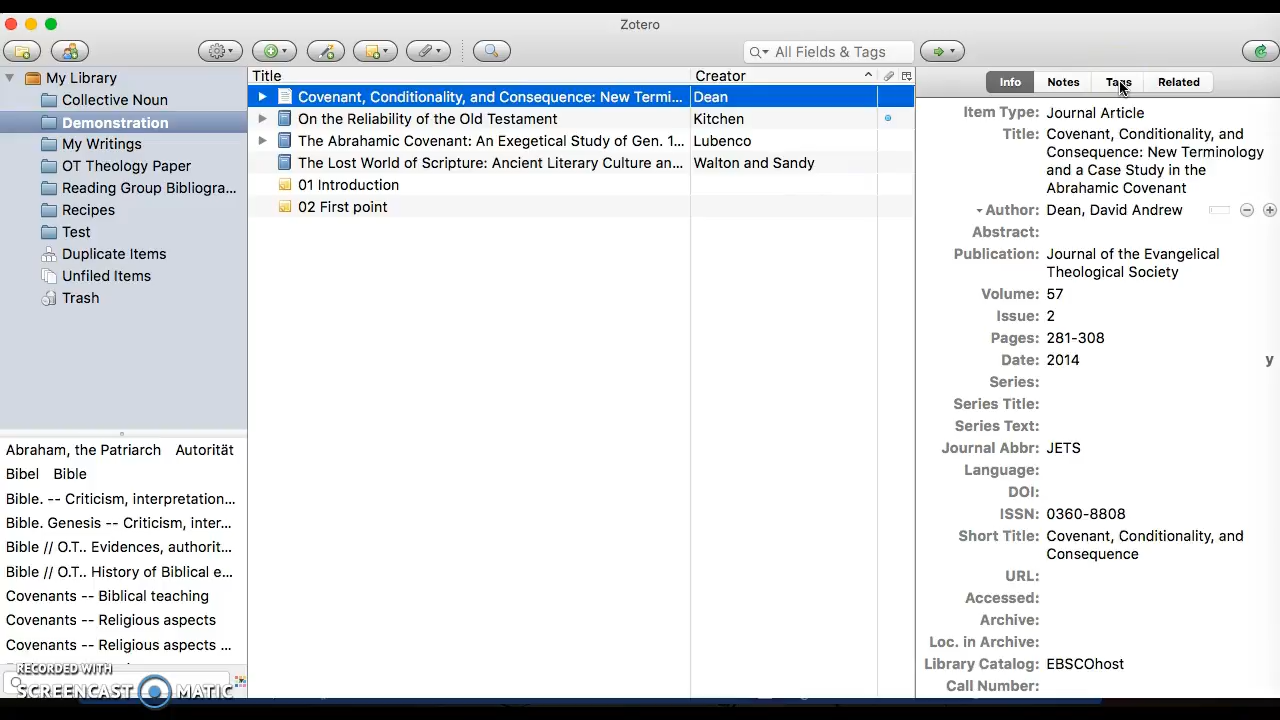 Zotero
All Fields & Tags
My Library
Collective Noun
Demonstration
My Writings
OT Theology Paper
Reading Group Bibliogra...
Recipes
Test
Duplicate Items
Unfiled Items
Trash
Abraham, the Patriarch Autorität
Bibel Bible
Bible. -- Criticism, interpretation...
Bible. Genesis -- Criticism, inter...
Bible // O.T.. Evidences, authorit...
Bible // O.T.. History of Biblical e...
Covenants -- Biblical teaching
Covenants -- Religious aspects
Covenants -- Religious aspects ...
RECORDED WITH
SCREENCAST MATIC
Title Creator
Covenant, Conditionality, and Consequence: New Termi... Dean
On the Reliability of the Old Testament Kitchen
The Abrahamic Covenant: An Exegetical Study of Gen. 1... Lubenco
The Lost World of Scripture: Ancient Literary Culture an... Walton and Sandy
01 Introduction
02 First point
Info Notes Tags Related
Item Type: Journal Article
Title: Covenant, Conditionality, and
Consequence: New Terminology
and a Case Study in the
Abrahamic Covenant
Author: Dean, David Andrew
Abstract:
Publication: Journal of the Evangelical
Theological Society
Volume: 57
Issue: 2
Pages: 281-308
Date: 2014 y
Series:
Series Title:
Series Text:
Journal Abbr: JETS
Language:
DOI:
ISSN: 0360-8808
Short Title: Covenant, Conditionality, and
Consequence
URL:
Accessed:
Archive:
Loc. in Archive:
Library Catalog: EBSCOhost
Call Number: